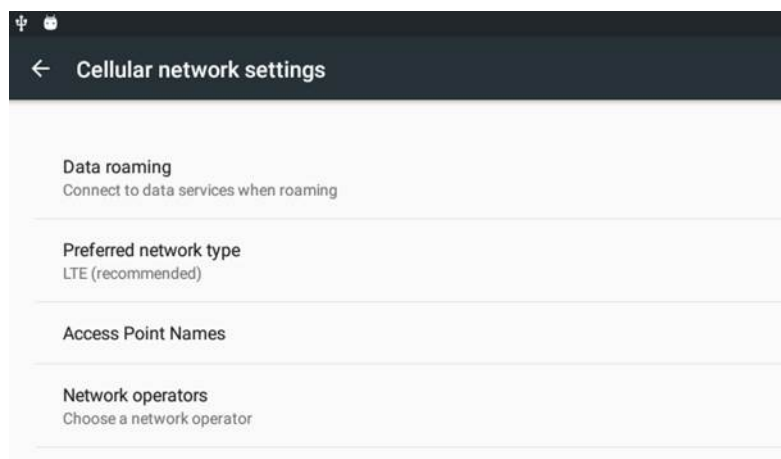 Cellular network settings
Data roaming
Connect to data services when roaming
Preferred network type
LTE (recommended)
Access Point Names
Network operators
Choose a network operator